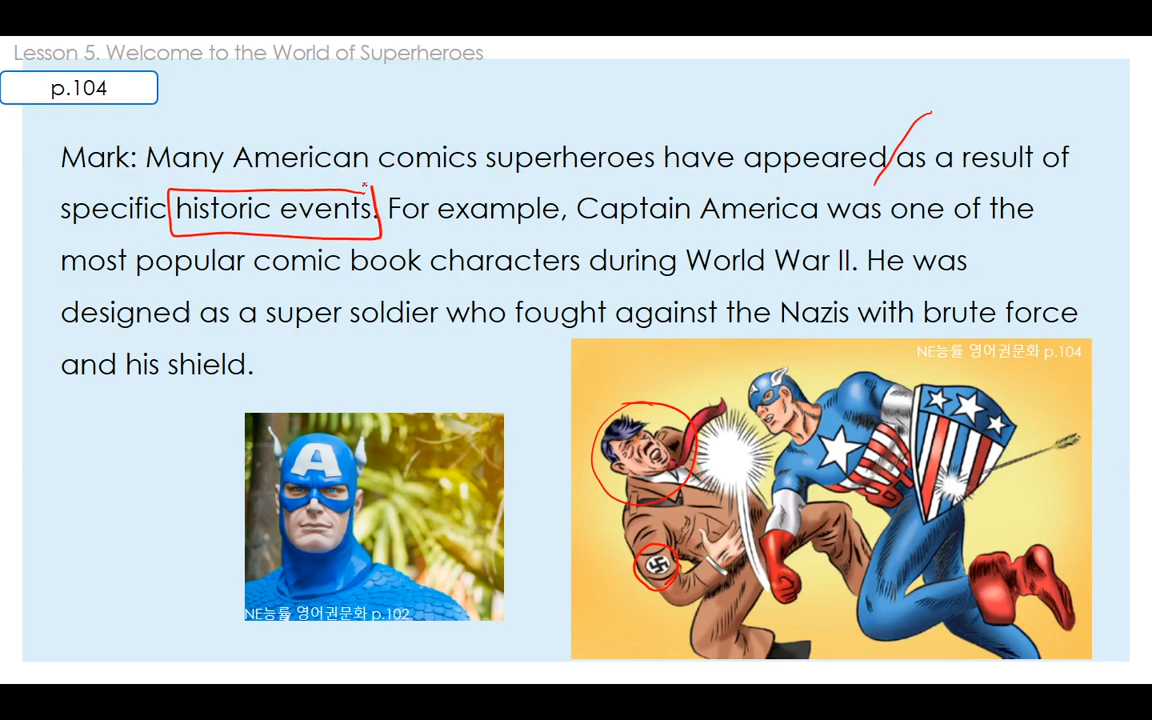 Lesson 5. Welcome to the World of Superheroes
p.104
Mark: Many American comics superheroes have appeared as a result of
specific historic events. For example, Captain America was one of the
most popular comic book characters during World War II. He was
designed as a super soldier who fought against the Nazis with brute force
and his shield.
NE능률 영어권문화 p.104
A
NE능률 영어권문화 p.102